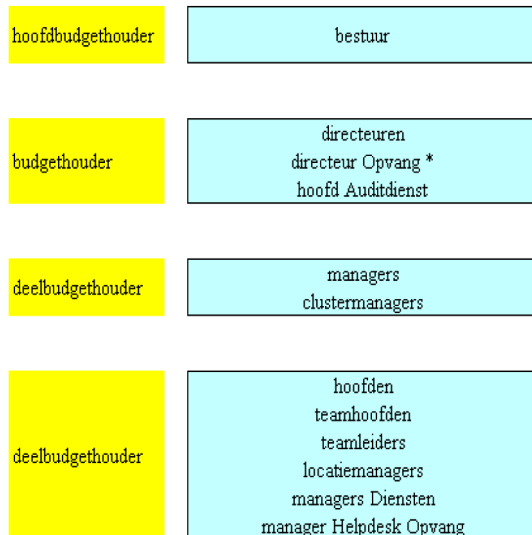 hoofdbudgethouder
bestuur
budgethouder
directeuren
directeur Opvang *
hoofd Auditdienst
deelbudgethouder
managers
clustermanagers
deelbudgethouder
hoofden
teamhoofden
teamleiders
locatiemanagers
managers Diensten
manager Helpdesk Opvang